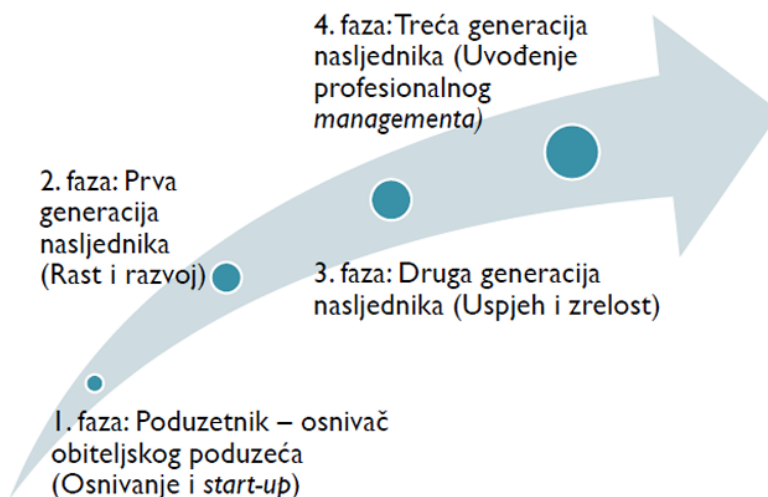 4. faza: Treća generacija
nasljednika (Uvođenje
profesionalnog
managementa)
2. faza: Prva
generacija
nasljednika
(Rast i razvoj)
3. faza: Druga generacija
nasljednika (Uspjeh i zrelost)
1. faza: Poduzetnik – osnivač
obiteljskog poduzeća
(Osnivanje i start-up)